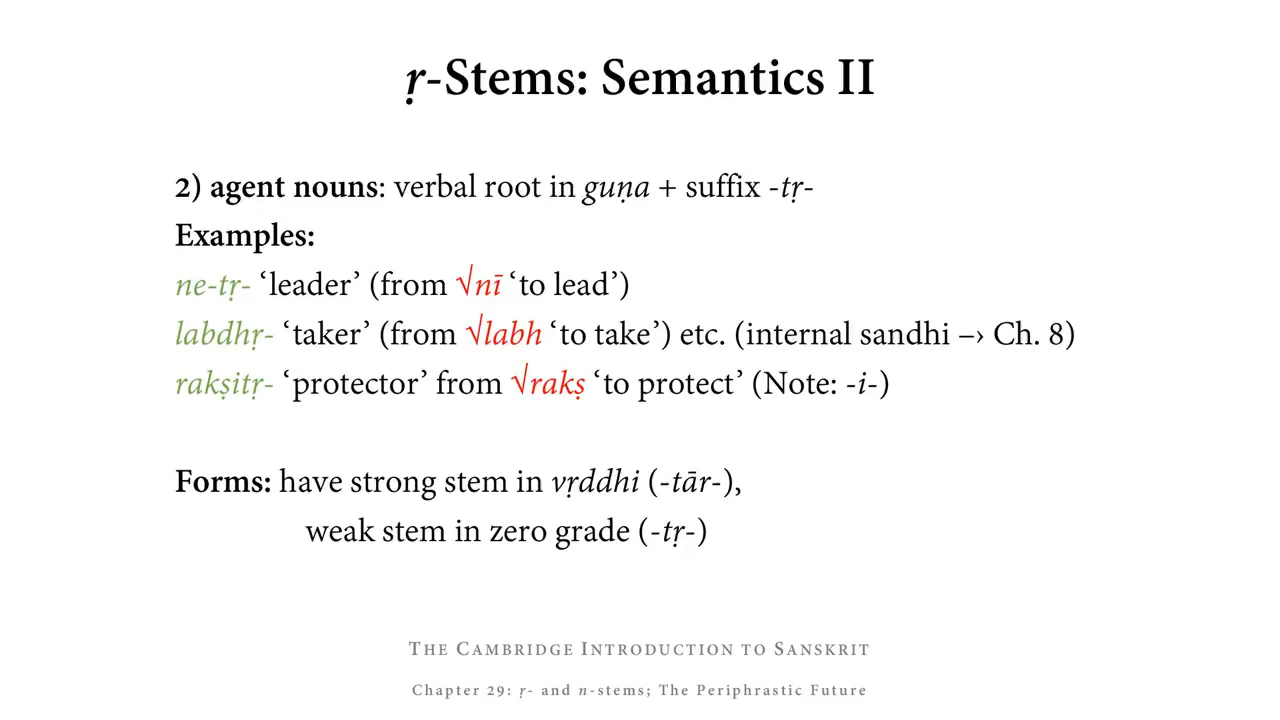 ṛ-Stems: Semantics II
2) agent nouns: verbal root in guṇa + suffix -tṛ-
Examples:
ne-tṛ- ‘leader’ (from √nī ‘to lead’)
labdhṛ- ‘taker’ (from √labh ‘to take’) etc. (internal sandhi –› Ch. 8)
rakṣitṛ- ‘protector’ from √rakṣ ‘to protect’ (Note: -i-)
Forms: have strong stem in vṛddhi (-tār-),
weak stem in zero grade (-tṛ-)
The Cambridge Introduction to Sanskrit
Chapter 29: ṛ- and n-stems; The Periphrastic Future